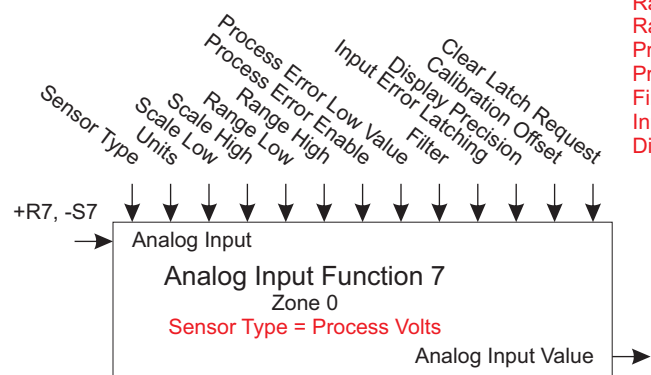 Sensor Type
Units
Scale Low
Scale High
Range Low
Range High
Process Error Enable
Process Error Low Value
Filter
Input Error Latching
Display Precision
Calibration Offset
Clear Latch Request
+R7, -S7
Analog Input
Analog Input Function 7
Zone 0
Sensor Type = Process Volts
Analog Input Value